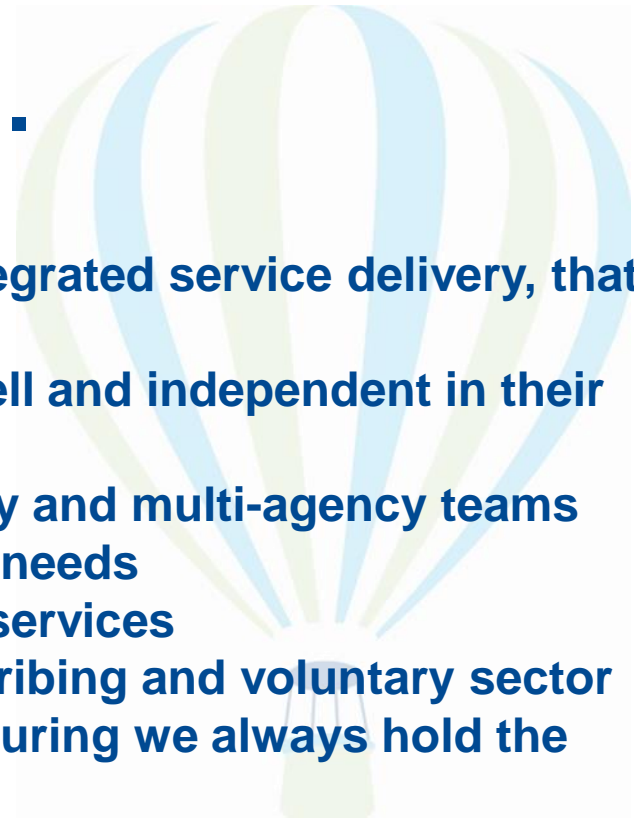 .
egrated service delivery, that
ell and independent in their
y and multi-agency teams
needs
services
ribing and voluntary sector
uring we always hold the